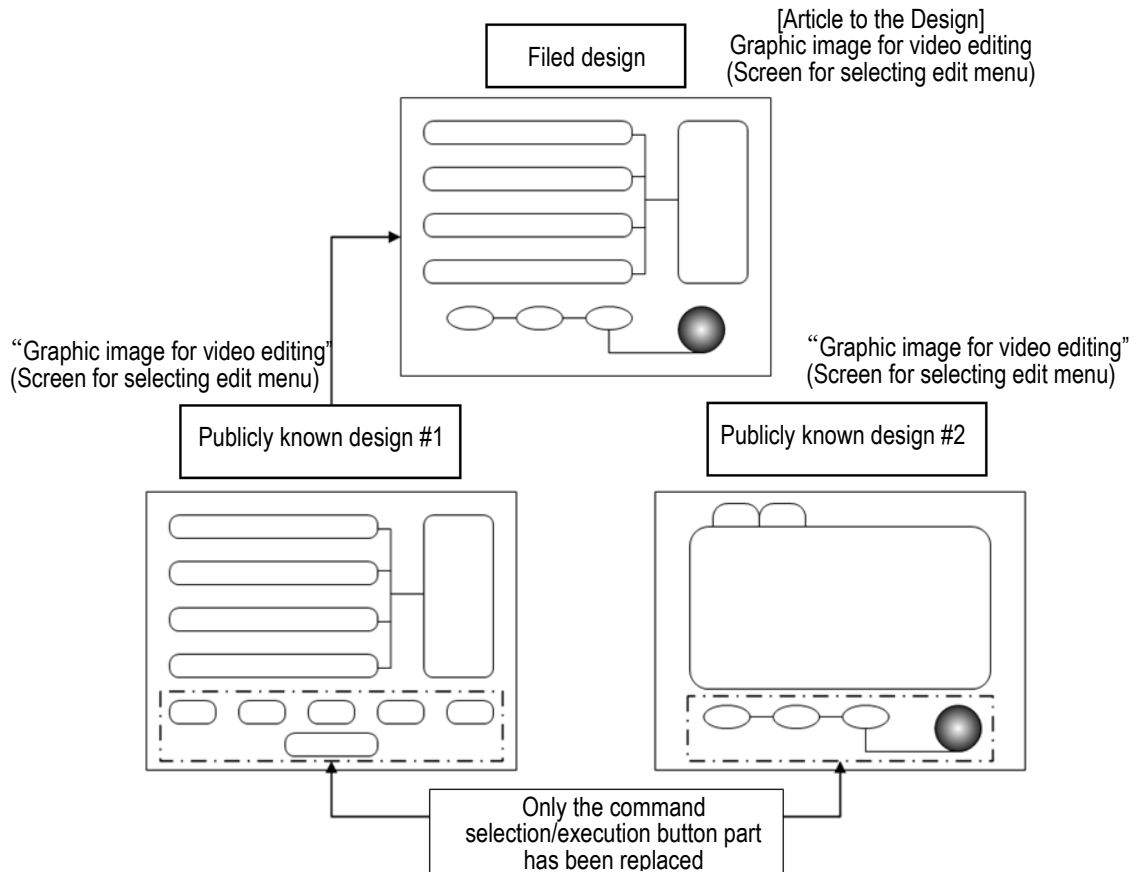 [Article to the Design]
Graphic image for video editing
(Screen for selecting edit menu)
Filed design
“Graphic image for video editing”
(Screen for selecting edit menu)
“Graphic image for video editing”
(Screen for selecting edit menu)
Publicly known design #1
Publicly known design #2
Only the command
selection/execution button part
has been replaced